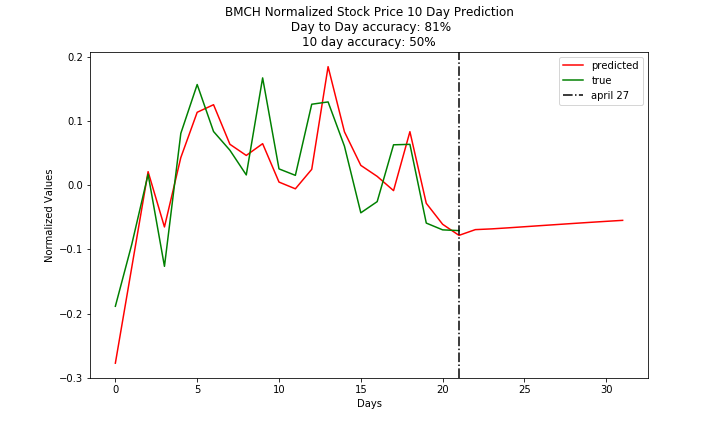 BMCH Normalized Stock Price 10 Day Prediction
Day to Day accuracy: 81%
10 day accuracy: 50%
predicted
true
april 27
Normalized Values
0.2
0.1
0.0
−0.1
−0.2
−0.3
0 5 10 15 20 25 30
Days